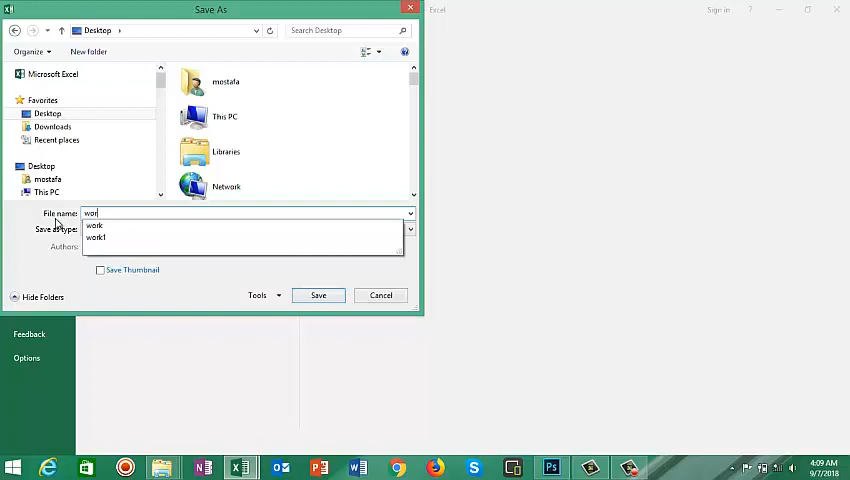 Save As
Excel
Sign in
?
Desktop
Search Desktop
Organize
New folder
Microsoft Excel
Favorites
Desktop
Downloads
Recent places
Desktop
mostafa
This PC
mostafa
This PC
Libraries
Network
File name: wor
Save as type:
work
work1
Authors:
Save Thumbnail
Hide Folders
Tools
Save
Cancel
Feedback
Options
4:09 AM
9/7/2018